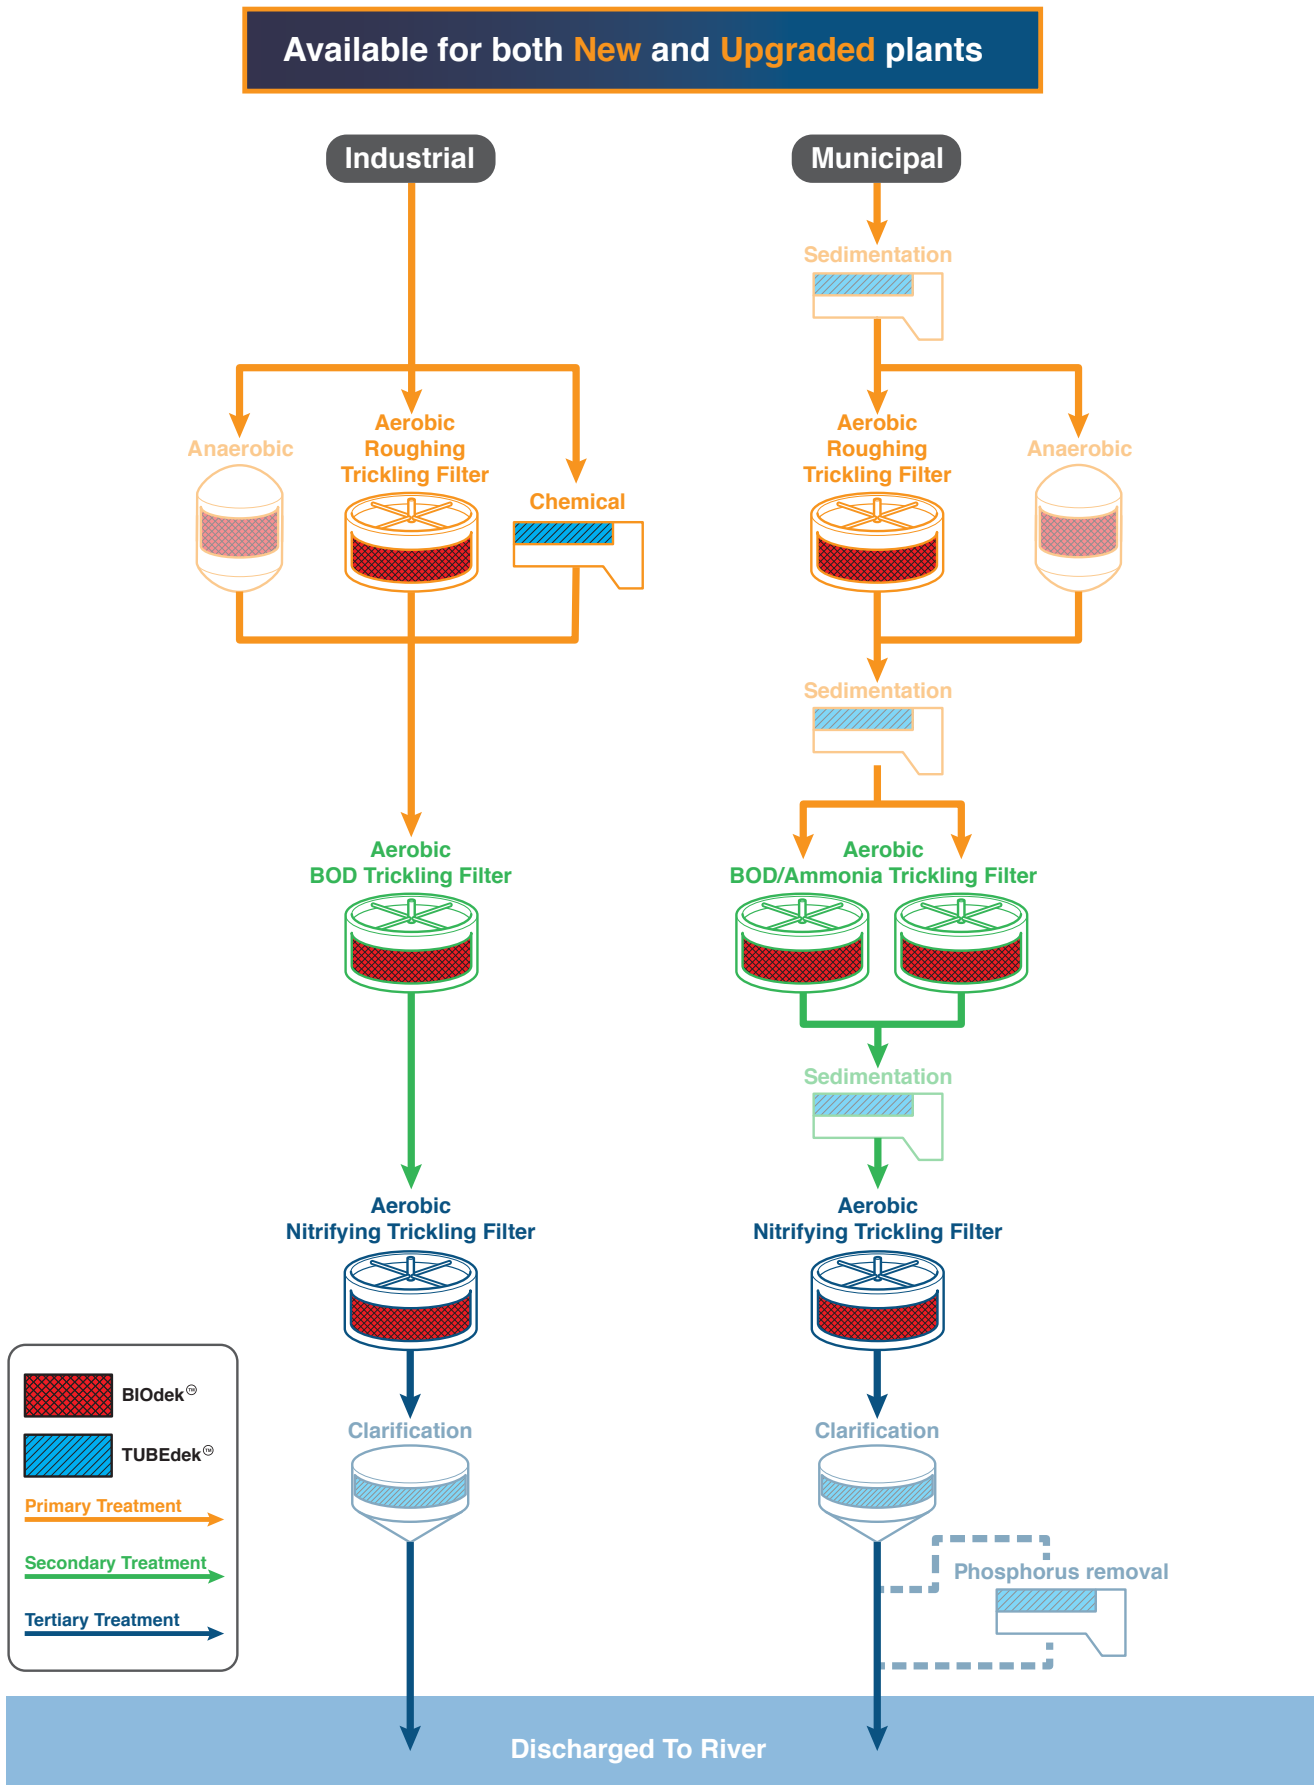 Available for both New and Upgraded plants
Industrial
Municipal
Sedimentation
Anaerobic
Aerobic
Roughing
Trickling Filter
Chemical
Aerobic
Roughing
Trickling Filter
Anaerobic
Sedimentation
Aerobic
BOD Trickling Filter
Aerobic
BOD/Ammonia Trickling Filter
Sedimentation
Aerobic
Nitrifying Trickling Filter
Aerobic
Nitrifying Trickling Filter
BIOdek™
TUBEdek™
Primary Treatment
Secondary Treatment
Tertiary Treatment
Clarification
Clarification
Phosphorus removal
Discharged To River